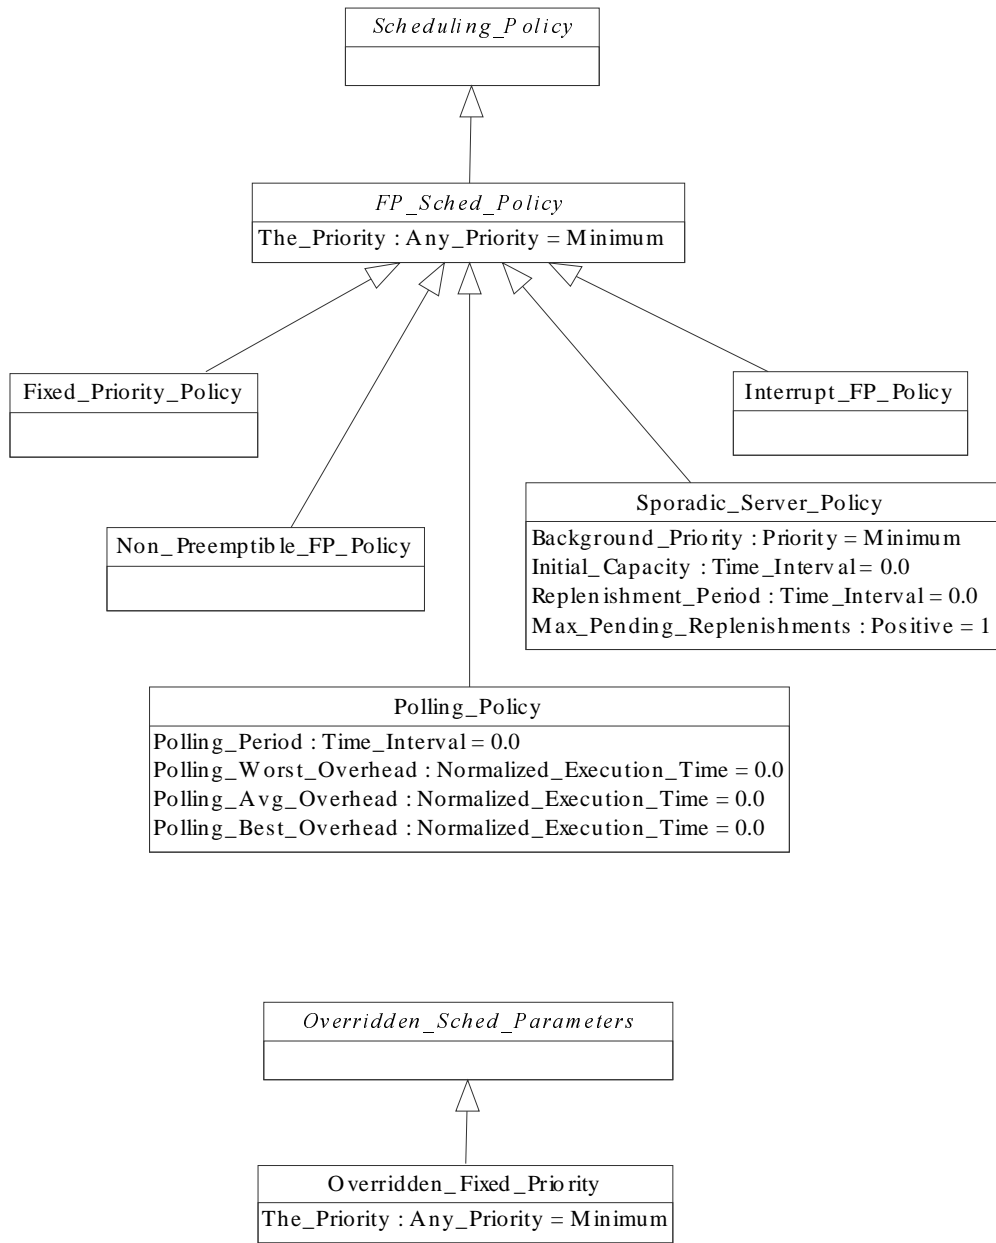 Scheduling_Policy
FP_Sched_Policy
The_Priority : Any_Priority = Minimum
Fixed_Priority_Policy
Interrupt_FP_Policy
Non_Preemptible_FP_Policy
Sporadic_Server_Policy
Background_Priority : Priority = Minimum
Initial_Capacity : Time_Interval = 0.0
Replenishment_Period : Time_Interval = 0.0
Max_Pending_Replenishments : Positive = 1
Polling_Policy
Polling_Period : Time_Interval = 0.0
Polling_Worst_Overhead : Normalized_Execution_Time = 0.0
Polling_Avg_Overhead : Normalized_Execution_Time = 0.0
Polling_Best_Overhead : Normalized_Execution_Time = 0.0
Overridden_Sched_Parameters
Overridden_Fixed_Priority
The_Priority : Any_Priority = Minimum